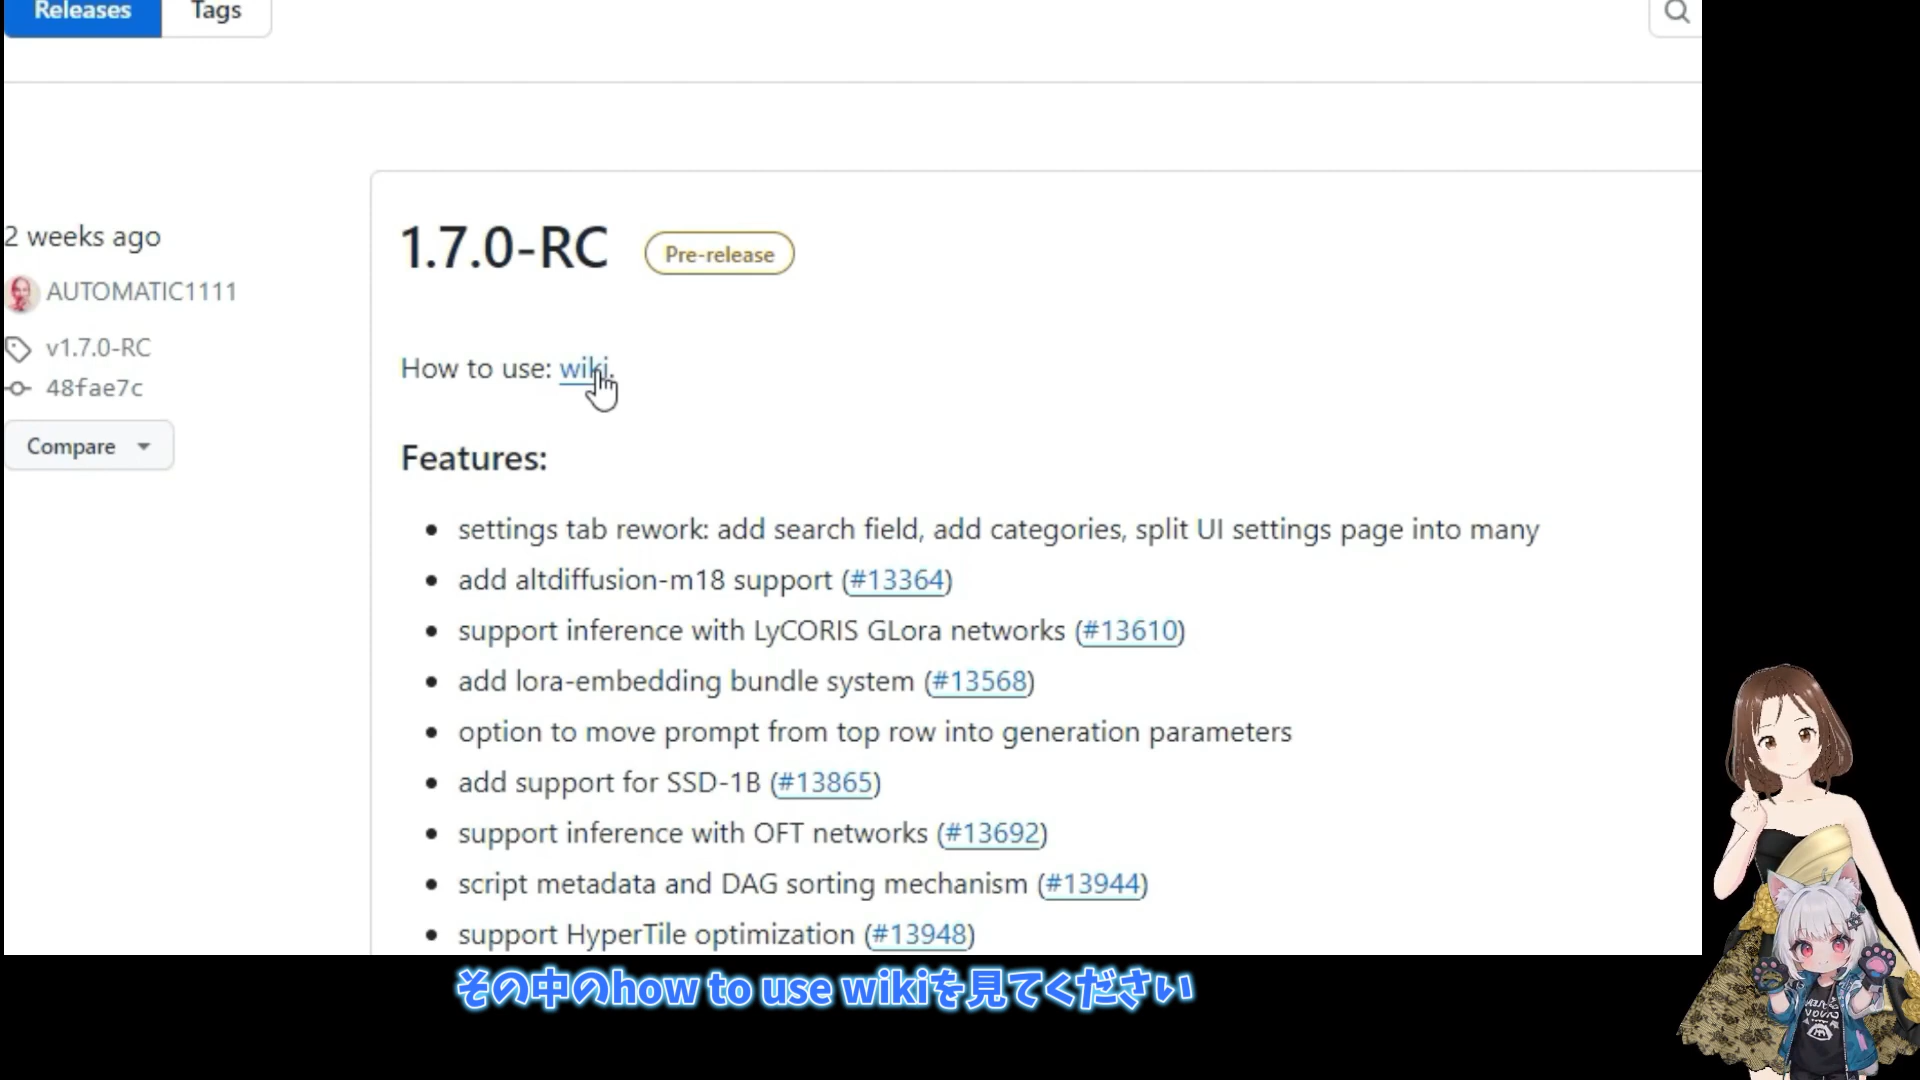 Releases
Tags
2 weeks ago
AUTOMATIC1111
v1.7.0-RC
48fae7c
Compare
1.7.0-RC
Pre-release
How to use: wiki.
Features:
• settings tab rework: add search field, add categories, split UI settings page into many
• add altdiffusion-m18 support (#13364)
• support inference with LyCORIS GLora networks (#13610)
• add lora-embedding bundle system (#13568)
• option to move prompt from top row into generation parameters
• add support for SSD-1B (#13865)
• support inference with OFT networks (#13692)
• script metadata and DAG sorting mechanism (#13944)
• support HyperTile optimization (#13948)
その中のhow to use wikiを見てください